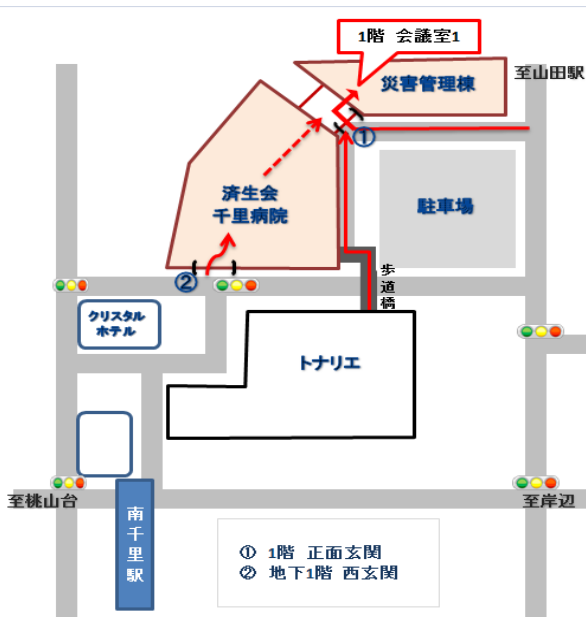 1階 会議室1
至山田駅
災害管理棟
①
済生会
千里病院
駐車場
②
歩道橋
クリスタル
ホテル
トナリエ
至桃山台
至岸辺
南千里駅
① 1階 正面玄関
② 地下1階 西玄関